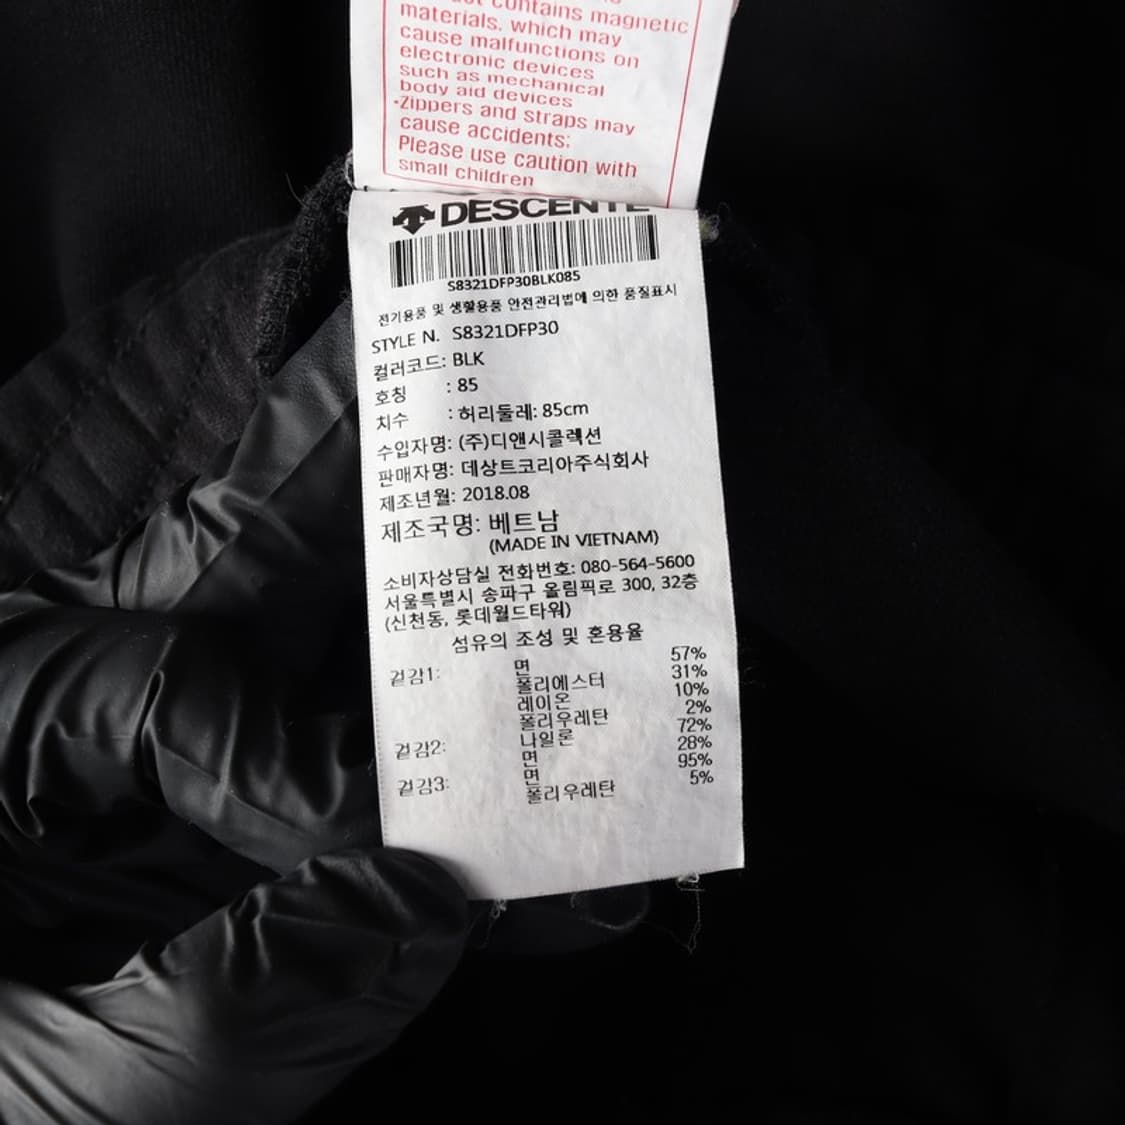 contains magnetic
materials, which may
cause malfunctions on
electronic devices
such as mechanical
body aid devices
•Zippers and straps may
cause accidents;
Please use caution with
small children
DESCENTE
S8321DFP30BLK085
전기용품 및 생활용품 안전관리법에 의한 품질표시
STYLE N. S8321DFP30
컬러코드: BLK
호칭 : 85
치수 : 허리둘레: 85cm
수입자명: (주)디앤시콜렉션
판매자명: 데상트코리아주식회사
제조년월: 2018.08
제조국명: 베트남
(MADE IN VIETNAM)
소비자상담실 전화번호: 080-564-5600
서울특별시 송파구 올림픽로 300, 32층
(신천동, 롯데월드타워)
섬유의 조성 및 혼용율
겉감1: 면 57%
폴리에스터 31%
레이온 10%
폴리우레탄 2%
겉감2: 나일론 72%
면 28%
겉감3: 면 95%
폴리우레탄 5%